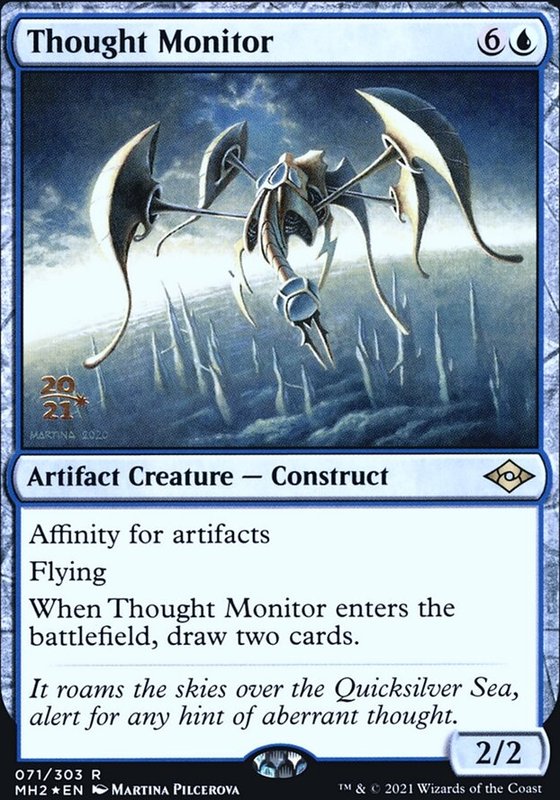 Thought Monitor
6
20
21
MARTINA 2020
Artifact Creature — Construct
Affinity for artifacts
Flying
When Thought Monitor enters the
battlefield, draw two cards.
It roams the skies over the Quicksilver Sea,
alert for any hint of aberrant thought.
2/2
071/303 R
MH2★EN Martina Pilcerova
™ & © 2021 Wizards of the Coast